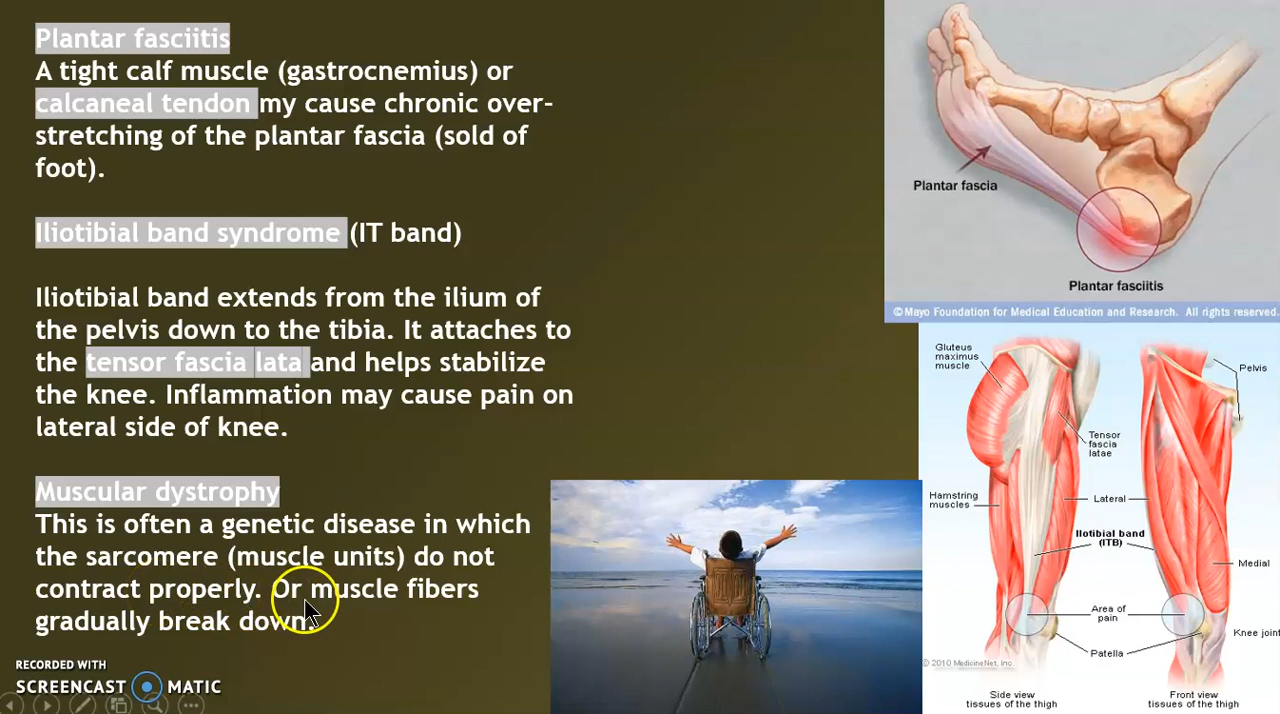 Plantar fasciitis
A tight calf muscle (gastrocnemius) or
calcaneal tendon my cause chronic over-
stretching of the plantar fascia (sold of
foot).
Iliotibial band syndrome (IT band)
Iliotibial band extends from the ilium of
the pelvis down to the tibia. It attaches to
the tensor fascia lata and helps stabilize
the knee. Inflammation may cause pain on
lateral side of knee.
Muscular dystrophy
This is often a genetic disease in which
the sarcomere (muscle units) do not
contract properly. Or muscle fibers
gradually break down.
RECORDED WITH
SCREENCAST MATIC
Plantar fascia
Plantar fasciitis
©Mayo Foundation for Medical Education and Research. All rights reserved.
Gluteus
maximus
muscle
Pelvis
Tensor
fascia
latae
Hamstring
muscles
Lateral
Iliotibial band
(ITB)
Medial
Area of
pain
Knee joint
Patella
© 2010 MedicineNet, Inc.
Side view
tissues of the thigh
Front view
tissues of the thigh